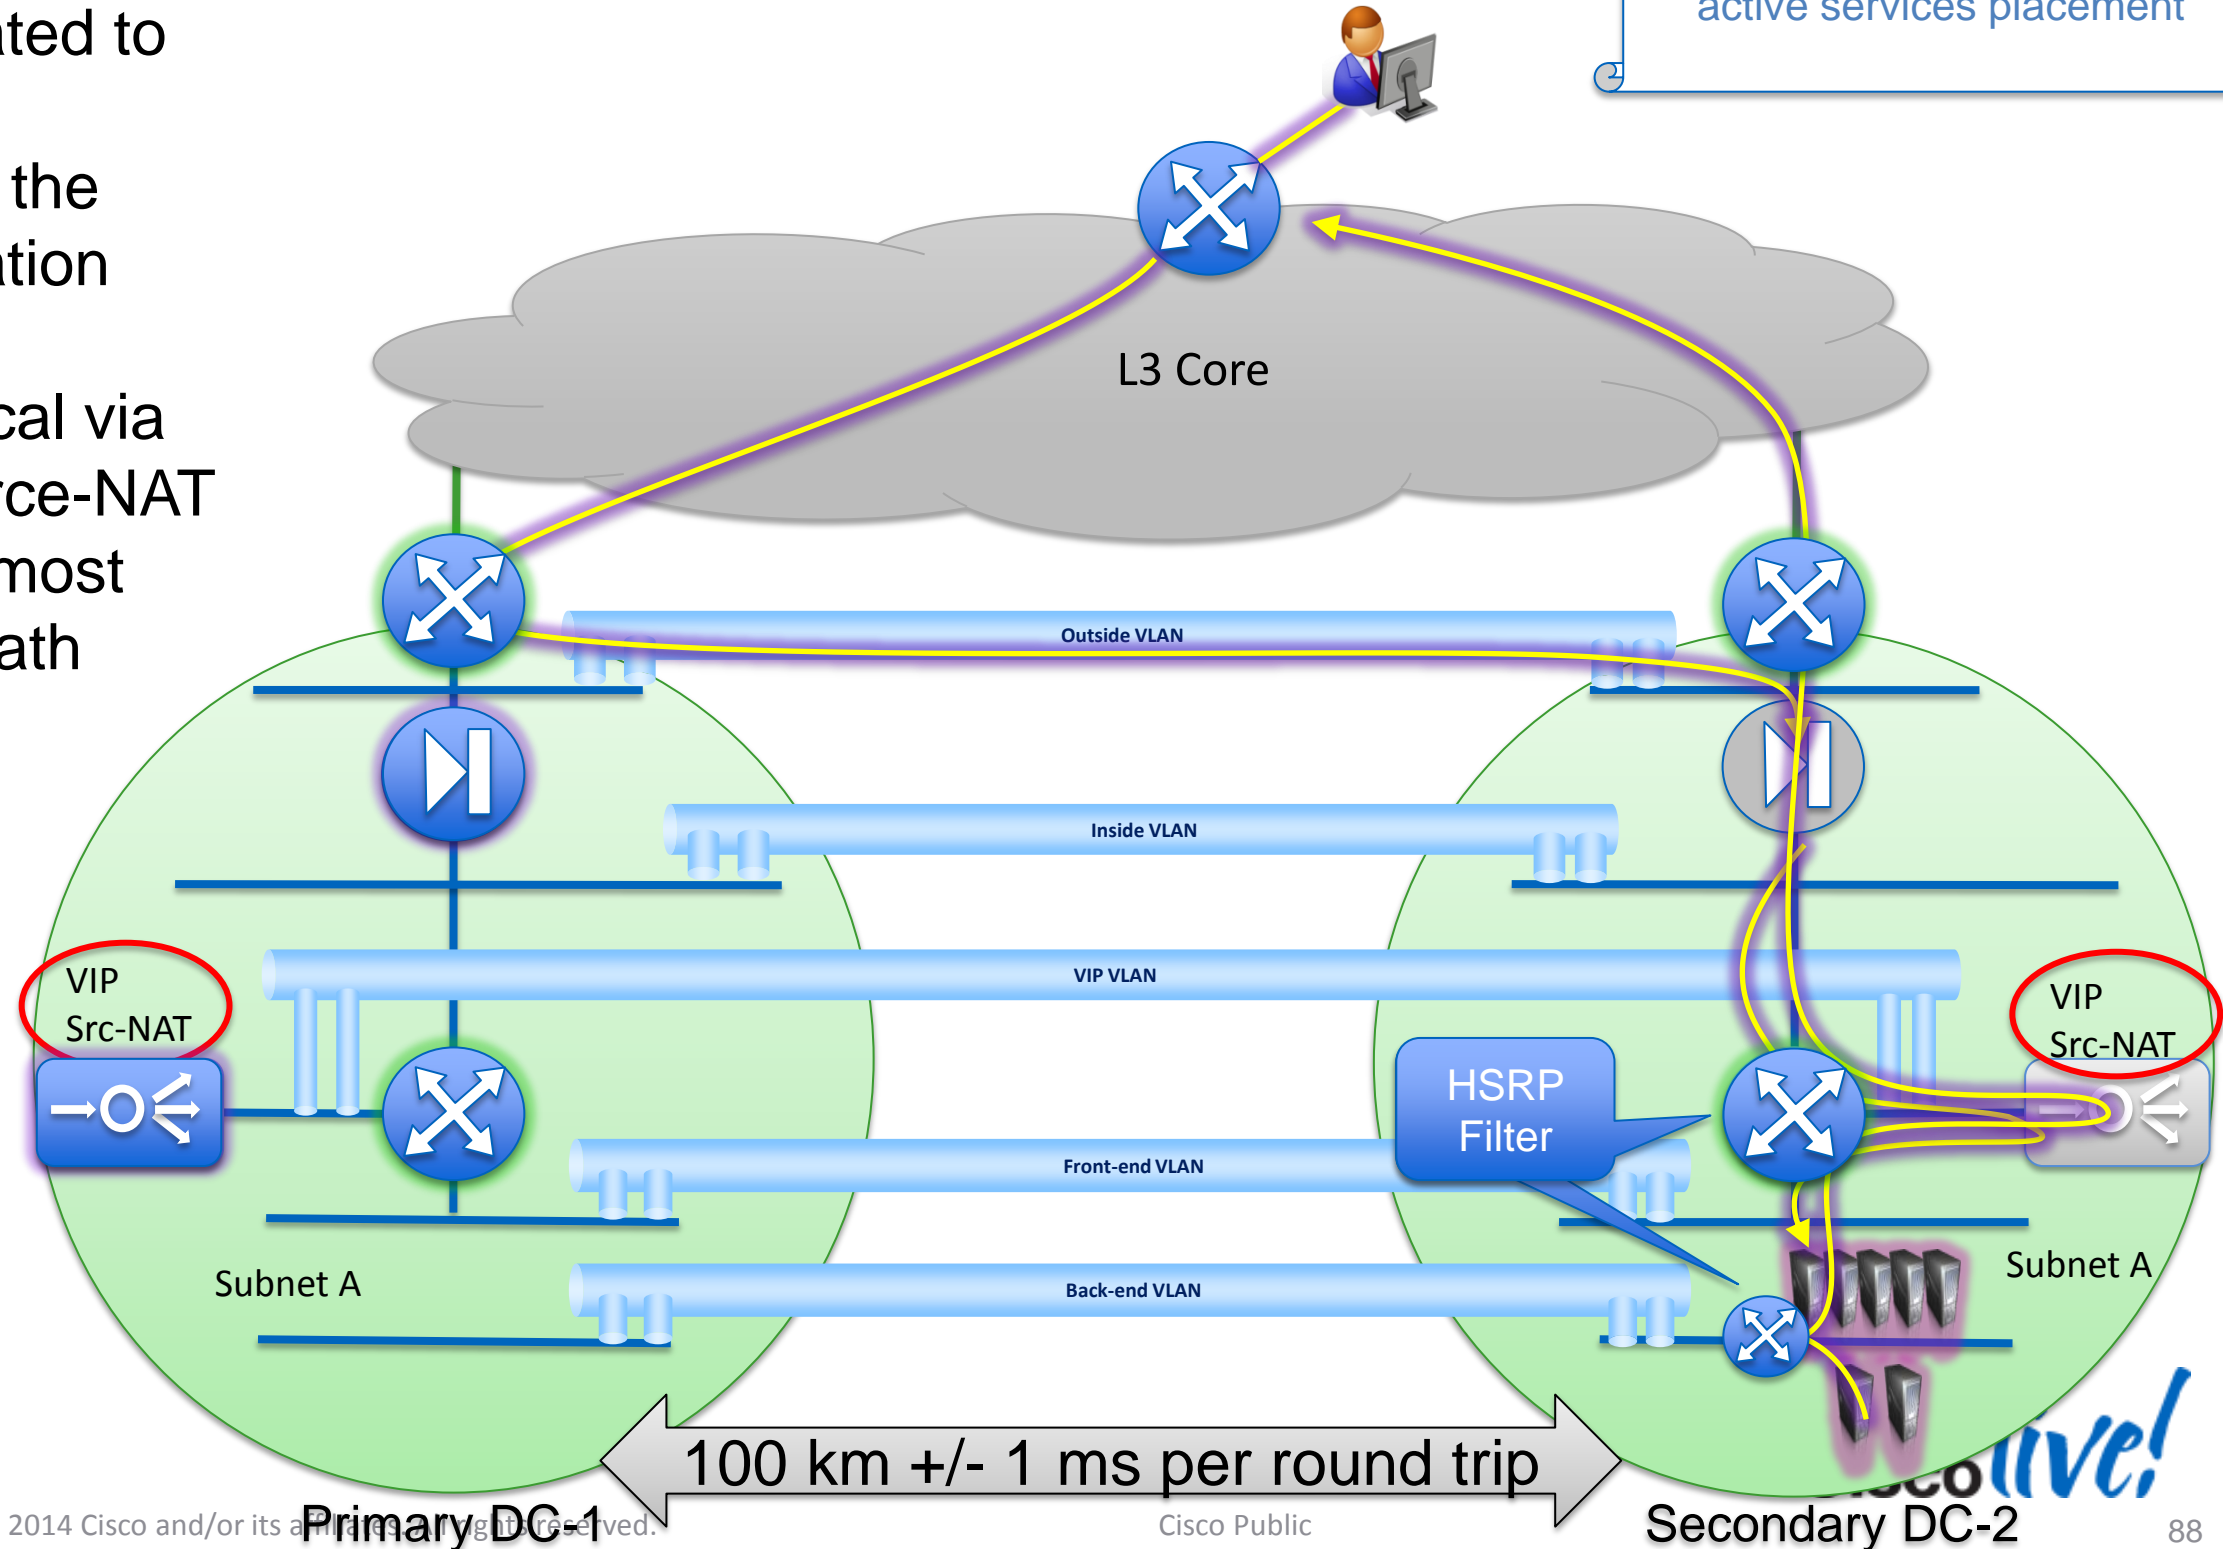 ated to
the
ation
cal via
rce-NAT
most
ath
active services placement
L3 Core
Outside VLAN
Inside VLAN
VIP VLAN
VIP
Src-NAT
VIP
Src-NAT
HSRP
Filter
Front-end VLAN
Subnet A
Subnet A
Back-end VLAN
100 km +/- 1 ms per round trip
live!
2014 Cisco and/or its affiliates. All rights reserved.
Primary DC-1
Cisco Public
Secondary DC-2
88